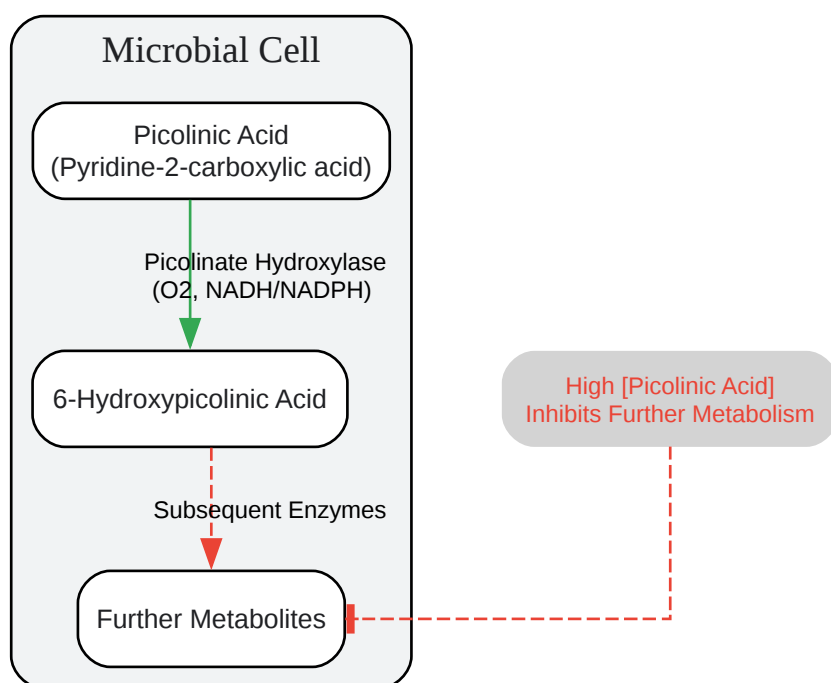 Microbial Cell
Picolinic Acid
(Pyridine-2-carboxylic acid)
Picolinate Hydroxylase
(O2, NADH/NADPH)
6-Hydroxypicolinic Acid
High [Picolinic Acid]
Inhibits Further Metabolism
Subsequent Enzymes
Further Metabolites